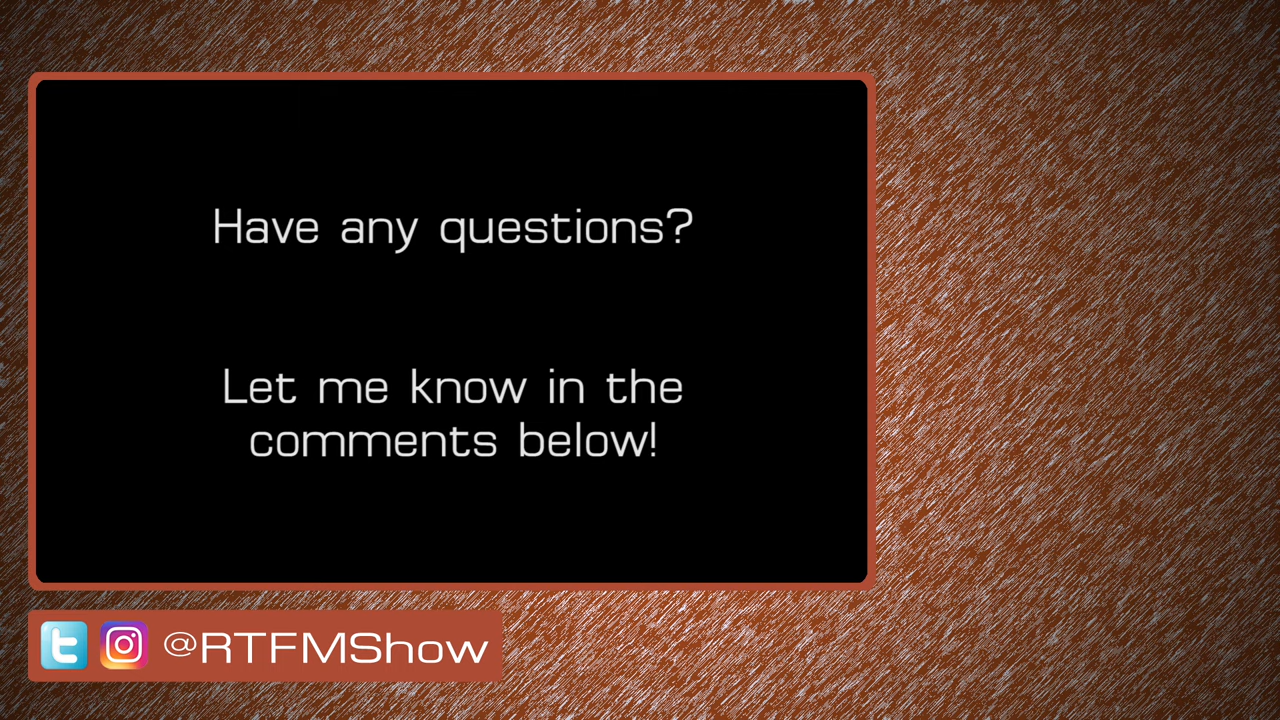 Have any questions?
Let me know in the
comments below!
@RTFMShow